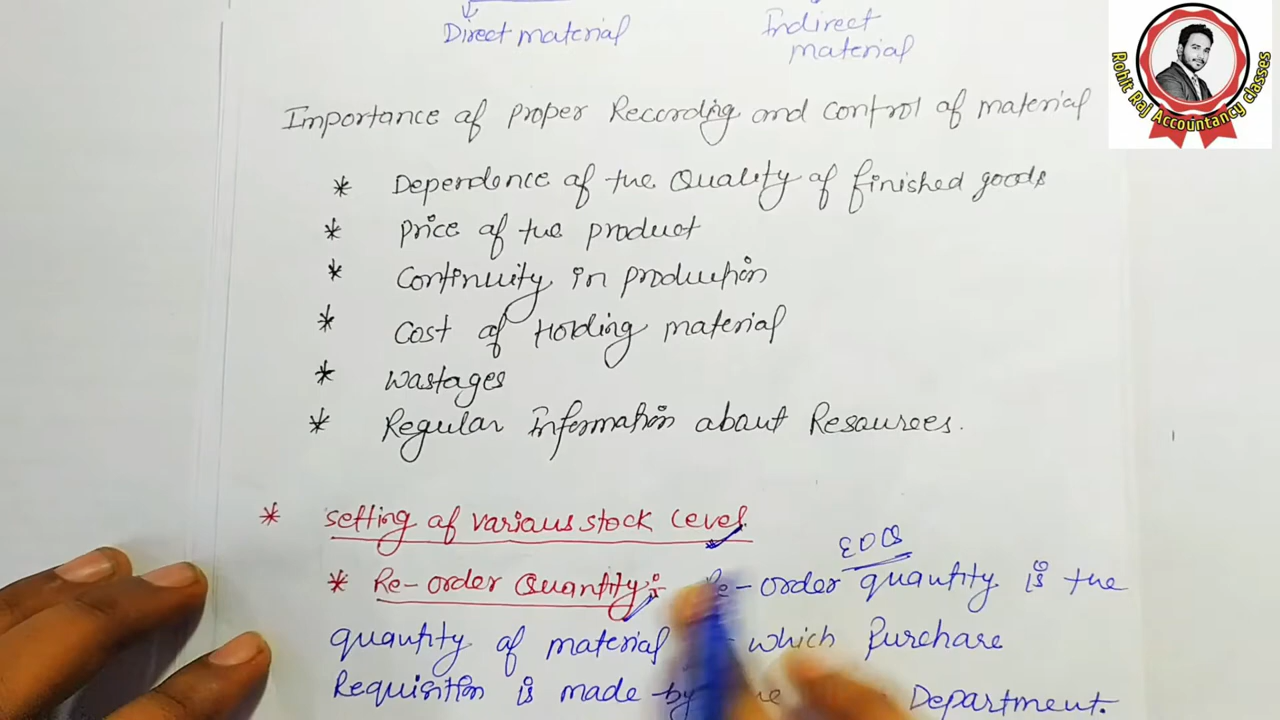 Direct material
Indirect
material
Rohit Raj Accountancy classes
Importance of proper Recording and control of material
* Dependence of the Quality of finished goods
* Price of the product
* Continuity in production
* Cost of Holding material
* Wastages
* Regular Information about Resources.
* Setting of various stock level
EOQ
* Re-order Quantity:- Re-order quantity is the
quantity of material which Purchase
Requisition is made by Department.